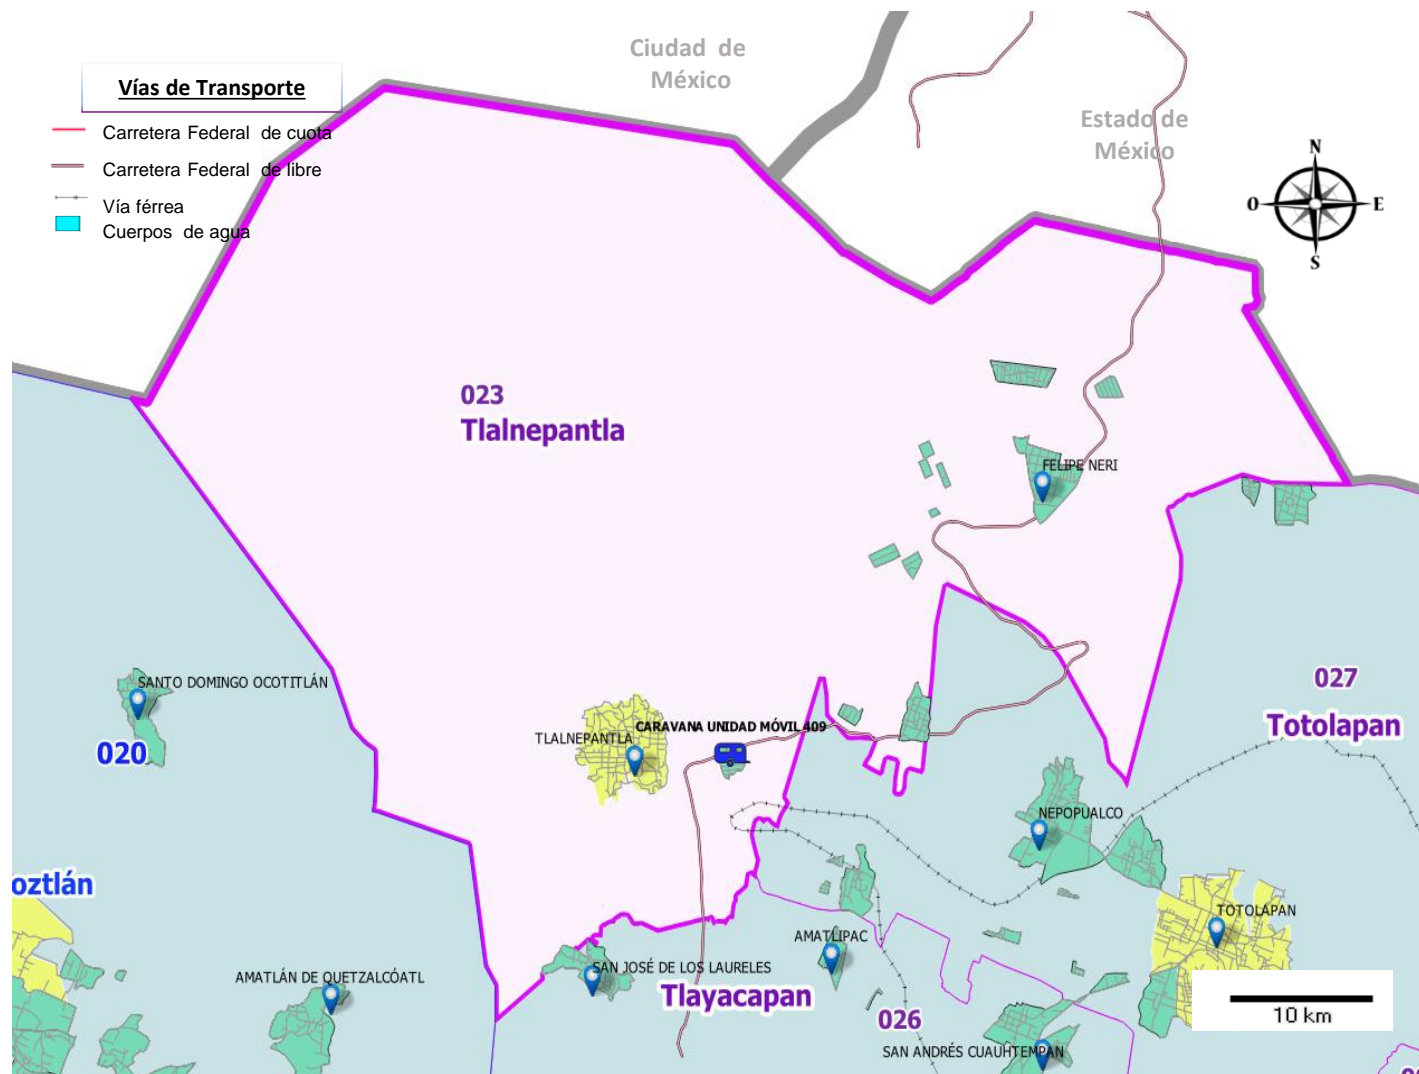 Ciudad de
México
Vías de Transporte
Carretera Federal de cuota
Carretera Federal de libre
Vía férrea
Cuerpos de agua
Estado de
México
N
O
E
S
023
Tlalnepantla
FELIPE NERI
SANTO DOMINGO OCOTITLÁN
020
CARAVANA UNIDAD MÓVIL 409
TLALNEPANTLA
027
Totolapan
NEPOPUALCO
oztlán
TOTOLAPAN
AMATLIPAC
AMATLÁN DE QUETZALCÓATL
SAN JOSÉ DE LOS LAURELES
Tlayacapan
026
10 km
SAN ANDRÉS CUAUHTEMPAN